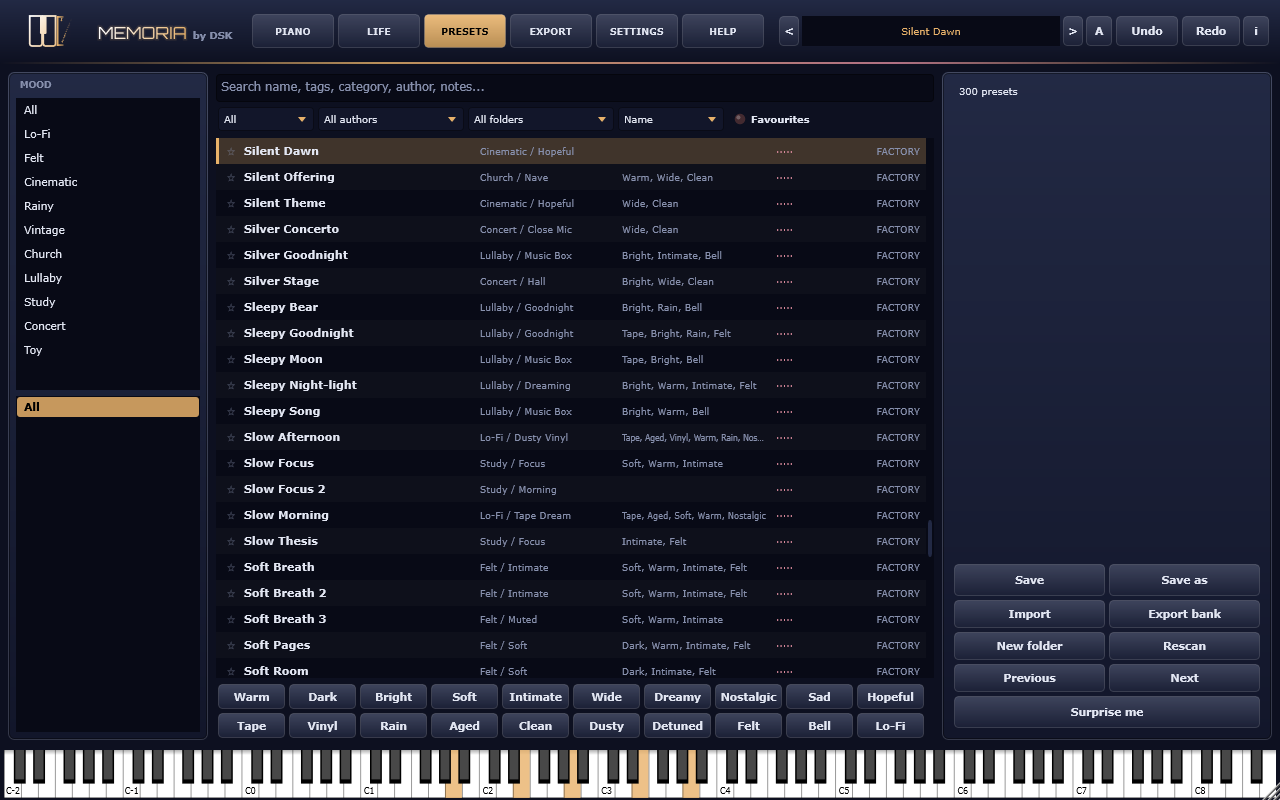 MEMORIA by DSK PIANO LIFE PRESETS EXPORT SETTINGS HELP < Silent Dawn > A Undo Redo i
MOOD
All
Lo-Fi
Felt
Cinematic
Rainy
Vintage
Church
Lullaby
Study
Concert
Toy
All
Search name, tags, category, author, notes...
All All authors All folders Name Favourites
☆ Silent Dawn Cinematic / Hopeful ..... FACTORY
☆ Silent Offering Church / Nave Warm, Wide, Clean ..... FACTORY
☆ Silent Theme Cinematic / Hopeful Wide, Clean ..... FACTORY
☆ Silver Concerto Concert / Close Mic Wide, Clean ..... FACTORY
☆ Silver Goodnight Lullaby / Music Box Bright, Intimate, Bell ..... FACTORY
☆ Silver Stage Concert / Hall Bright, Wide, Clean ..... FACTORY
☆ Sleepy Bear Lullaby / Goodnight Bright, Rain, Bell ..... FACTORY
☆ Sleepy Goodnight Lullaby / Goodnight Tape, Bright, Rain, Felt ..... FACTORY
☆ Sleepy Moon Lullaby / Music Box Tape, Bright, Bell ..... FACTORY
☆ Sleepy Night-light Lullaby / Dreaming Bright, Warm, Intimate, Felt ..... FACTORY
☆ Sleepy Song Lullaby / Music Box Bright, Warm, Bell ..... FACTORY
☆ Slow Afternoon Lo-Fi / Dusty Vinyl Tape, Aged, Vinyl, Warm, Rain, Nos... ..... FACTORY
☆ Slow Focus Study / Focus Soft, Warm, Intimate ..... FACTORY
☆ Slow Focus 2 Study / Morning ..... FACTORY
☆ Slow Morning Lo-Fi / Tape Dream Tape, Aged, Soft, Warm, Nostalgic ..... FACTORY
☆ Slow Thesis Study / Focus Intimate, Felt ..... FACTORY
☆ Soft Breath Felt / Intimate Soft, Warm, Intimate, Felt ..... FACTORY
☆ Soft Breath 2 Felt / Intimate Soft, Warm, Intimate, Felt ..... FACTORY
☆ Soft Breath 3 Felt / Muted Soft, Warm, Intimate ..... FACTORY
☆ Soft Pages Felt / Soft Dark, Warm, Intimate, Felt ..... FACTORY
☆ Soft Room Felt / Soft Dark, Intimate, Felt ..... FACTORY
Warm Dark Bright Soft Intimate Wide Dreamy Nostalgic Sad Hopeful
Tape Vinyl Rain Aged Clean Dusty Detuned Felt Bell Lo-Fi
300 presets
Save Save as
Import Export bank
New folder Rescan
Previous Next
Surprise me
C-2 C-1 C0 C1 C2 C3 C4 C5 C6 C7 C8